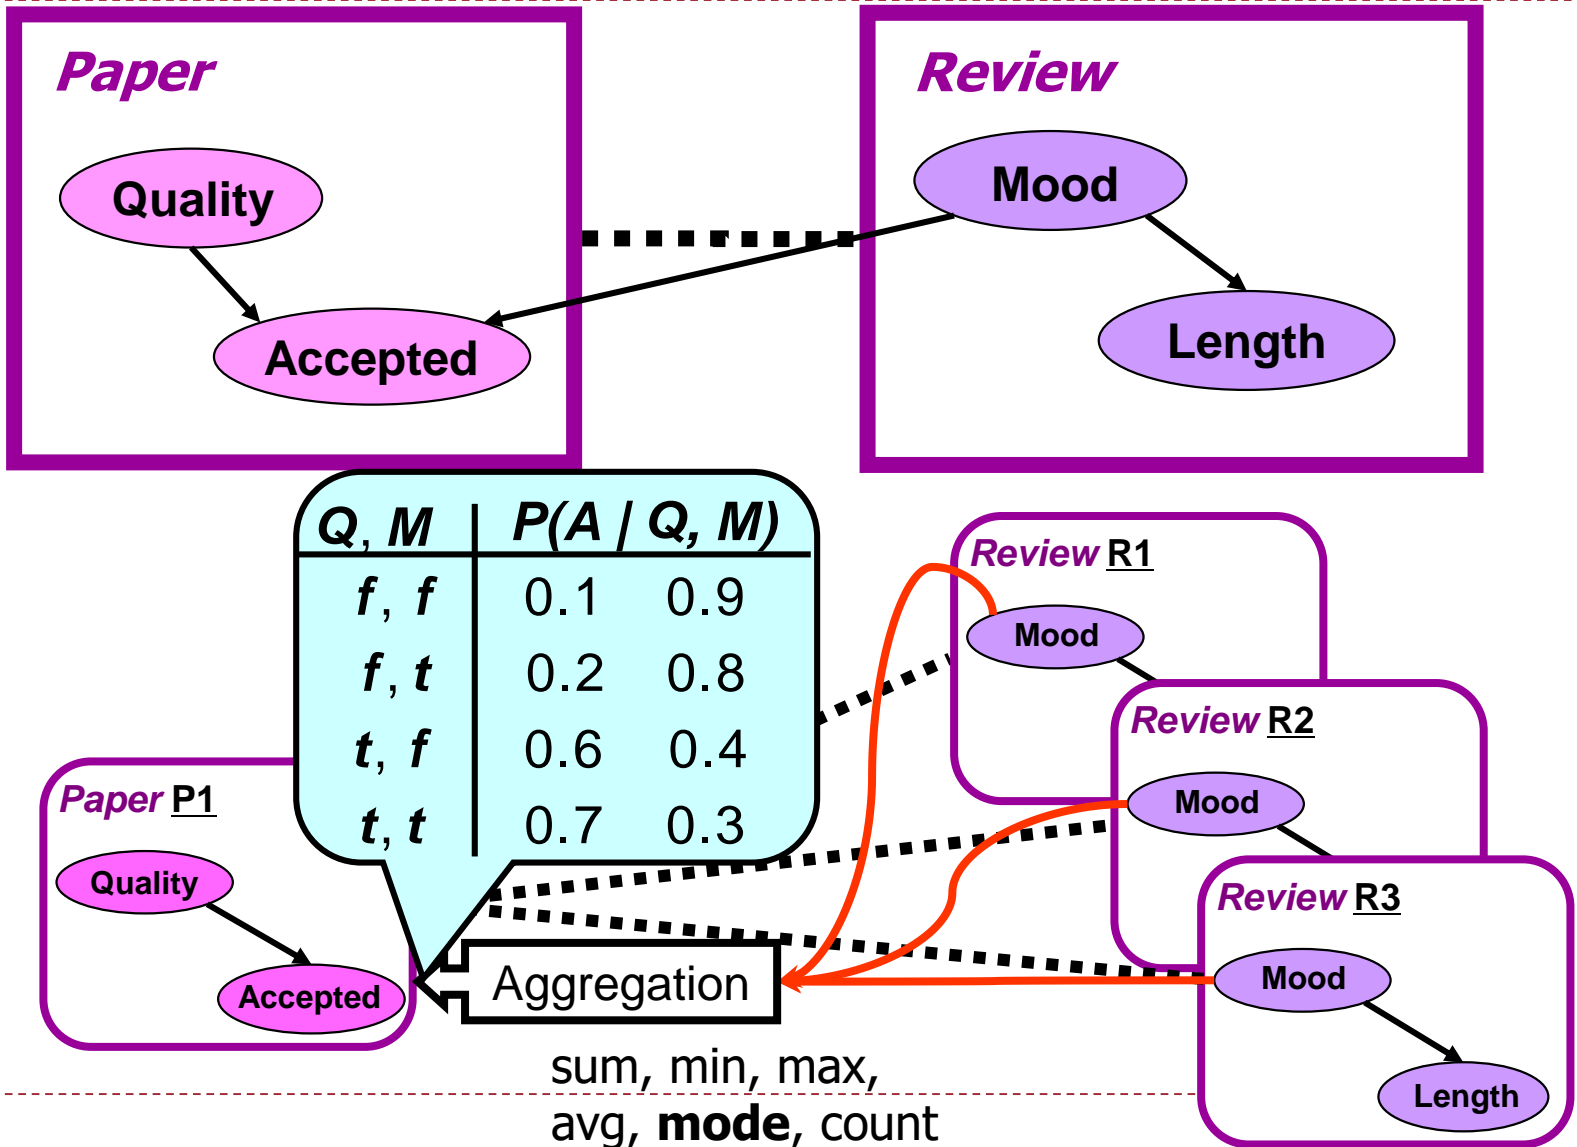 Paper
Quality
Accepted
Review
Mood
Length
Q, M P(A | Q, M)
f, f 0.1 0.9
f, t 0.2 0.8
t, f 0.6 0.4
t, t 0.7 0.3
Paper P1
Quality
Accepted
Aggregation
sum, min, max,
avg, mode, count
Review R1
Mood
Review R2
Mood
Review R3
Mood
Length